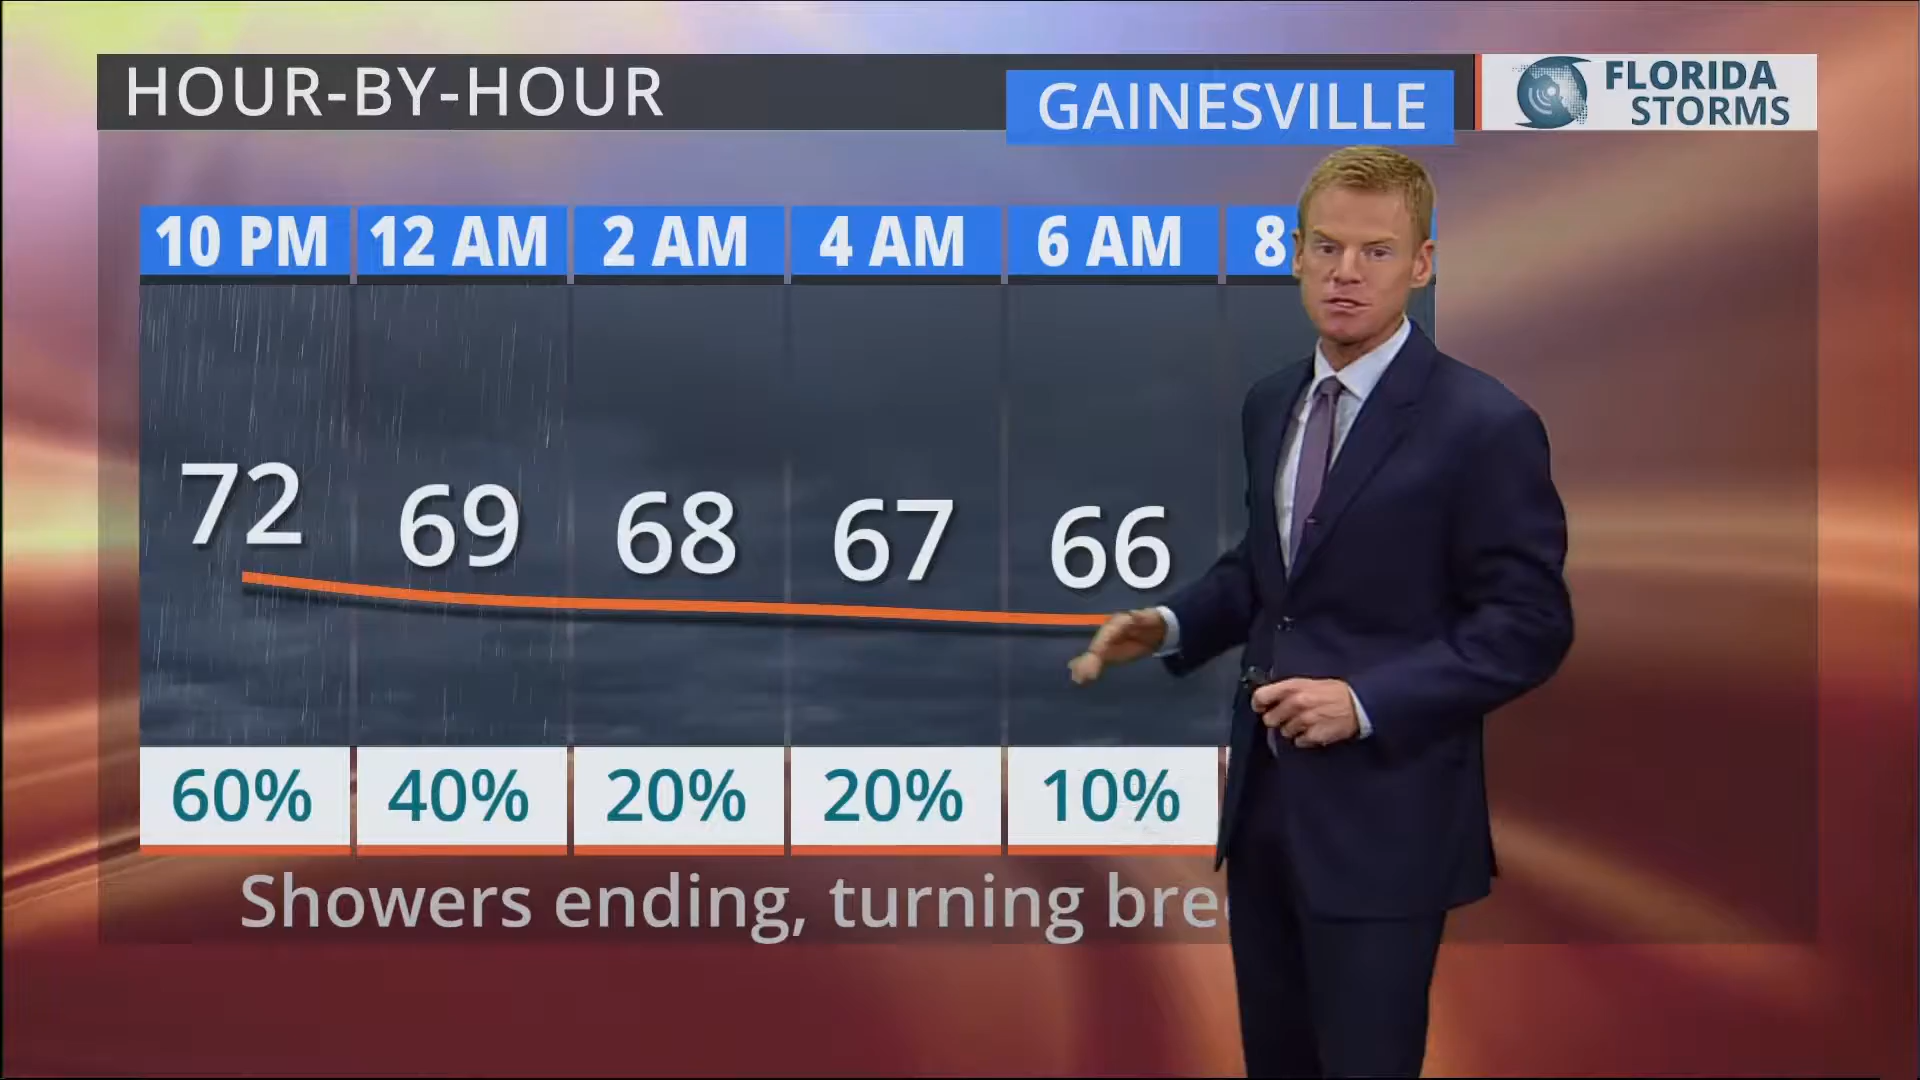 HOUR-BY-HOUR
GAINESVILLE
FLORIDA
STORMS
10 PM 12 AM 2 AM 4 AM 6 AM 8
72 69 68 67 66
60% 40% 20% 20% 10%
Showers ending, turning